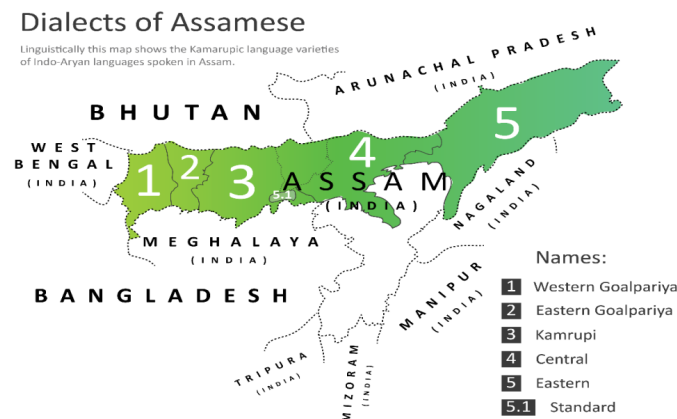 Dialects of Assamese
Linguistically this map shows the Kamarupic language varieties
of Indo-Aryan languages spoken in Assam.
ARUNACHAL PRADESH
(INDIA)
BHUTAN
WEST
BENGAL
(INDIA)
1
2
3
4
5
5.1
ASSAM
(INDIA)
NAGALAND
(INDIA)
MEGHALAYA
(INDIA)
BANGLADESH
MANIPUR
(INDIA)
TRIPURA
(INDIA)
MIZORAM
(INDIA)
Names:
1 Western Goalpariya
2 Eastern Goalpariya
3 Kamrupi
4 Central
5 Eastern
5.1 Standard